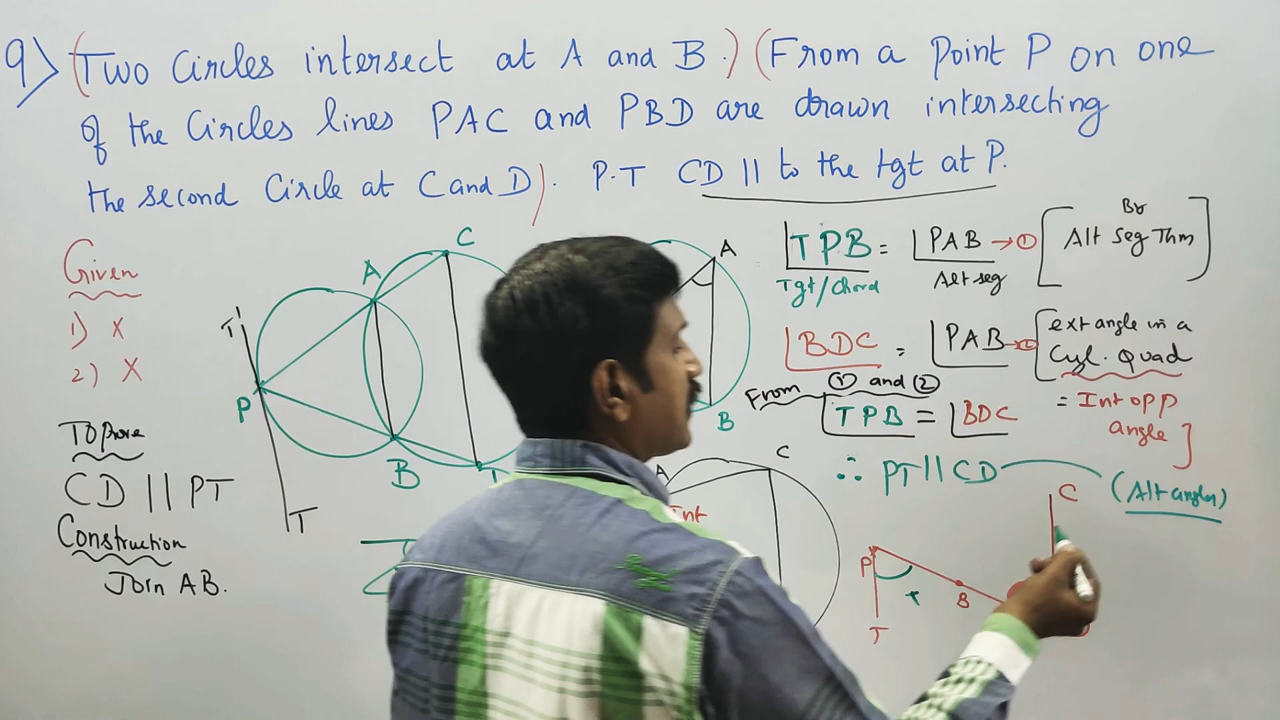 9) (Two Circles intersect at A and B.) (From a Point P on one
of the Circles lines PAC and PBD are drawn intersecting
the second Circle at C and D). P.T CD || to the tgt at P.
Given
1) X
2) X
To Prove
CD || PT
Construction
Join AB.
T'
A
C
P
B
T
A
B
A
C
Int
∠TPB = ∠PAB → ① [By Alt Seg Thm]
Tgt/Chord
Alt seg
∠BDC = ∠PAB → ② [ext angle in a
Cyl. Quad
= Int opp
angle]
From ① and ②
∠TPB = ∠BDC
∴ PT || CD
(Alt angles)
P
T
B
C